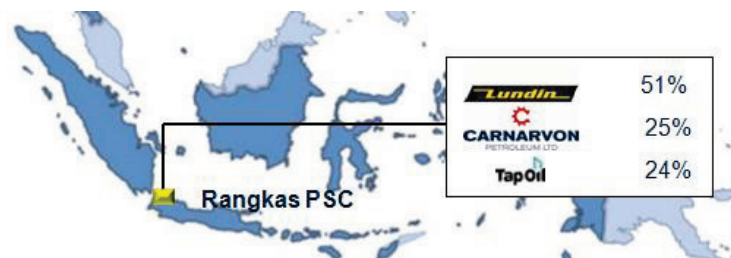 Lundin 51%
CARNARVON 25%
PETROLEUM LTD
TapOil 24%
Rangkas PSC